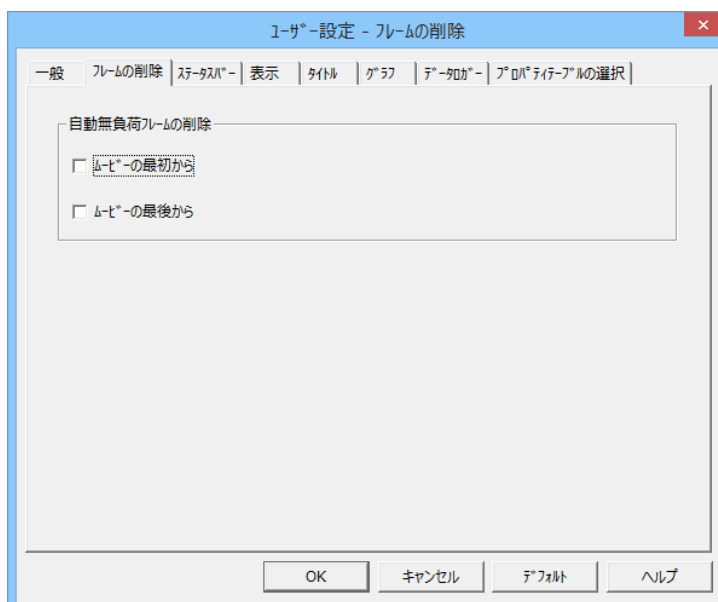 ﾕｰｻﾞｰ設定 - ﾌﾚｰﾑの削除
一般 ﾌﾚｰﾑの削除 ｽﾃｰﾀｽﾊﾞｰ 表示 ﾀｲﾄﾙ ｸﾞﾗﾌ ﾃﾞｰﾀﾛｶﾞｰ ﾌﾟﾛﾊﾟﾃｨﾃｰﾌﾞﾙの選択
自動無負荷ﾌﾚｰﾑの削除
ﾑｰﾋﾞｰの最初から
ﾑｰﾋﾞｰの最後から
OK キャンセル ﾃﾞﾌｫﾙﾄ ヘルプ